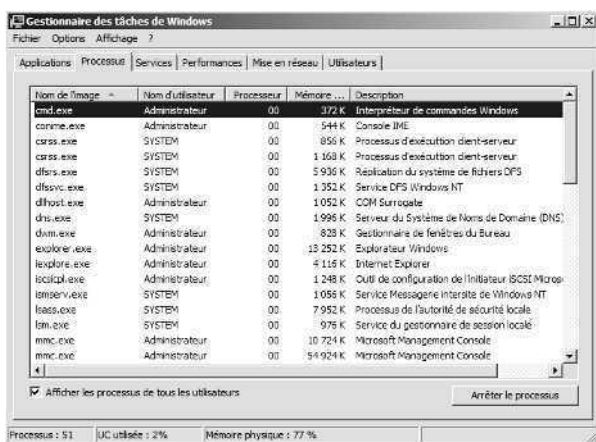 Gestionnaire des tâches de Windows
Fichier Options Affichage ?
Applications Processus Services Performances Mise en réseau Utilisateurs
Nom de l'image Nom d'utilisateur Processeur Mémoire ... Description
cmd.exe Administrateur 00 372 K Interpréteur de commandes Windows
conime.exe Administrateur 00 544 K Console IME
csrss.exe SYSTEM 00 856 K Processus d'exécuttion client-serveur
csrss.exe SYSTEM 00 1 168 K Processus d'exécuttion client-serveur
dfsrs.exe SYSTEM 00 5 936 K Réplication du système de fichiers DFS
dfssvc.exe SYSTEM 00 1 352 K Service DFS Windows NT
dllhost.exe Administrateur 00 1 052 K COM Surrogate
dns.exe SYSTEM 00 1 996 K Serveur du Système de Noms de Domaine (DNS)
dwm.exe Administrateur 00 828 K Gestionnaire de fenêtres du Bureau
explorer.exe Administrateur 00 13 252 K Explorateur Windows
iexplore.exe Administrateur 00 4 116 K Internet Explorer
iscsicpl.exe Administrateur 00 1 248 K Outil de configuration de l'initiateur iSCSI Micros
ismserv.exe SYSTEM 00 1 056 K Service Messagerie intersite de Windows NT
lsass.exe SYSTEM 00 7 952 K Processus de l'autorité de sécurité locale
lsm.exe SYSTEM 00 976 K Service du gestionnaire de session locale
mmc.exe Administrateur 00 10 724 K Microsoft Management Console
mmc.exe Administrateur 00 54 924 K Microsoft Management Console
Afficher les processus de tous les utilisateurs
Arrêter le processus
Processus : 51 UC utilisée : 2% Mémoire physique : 77 %